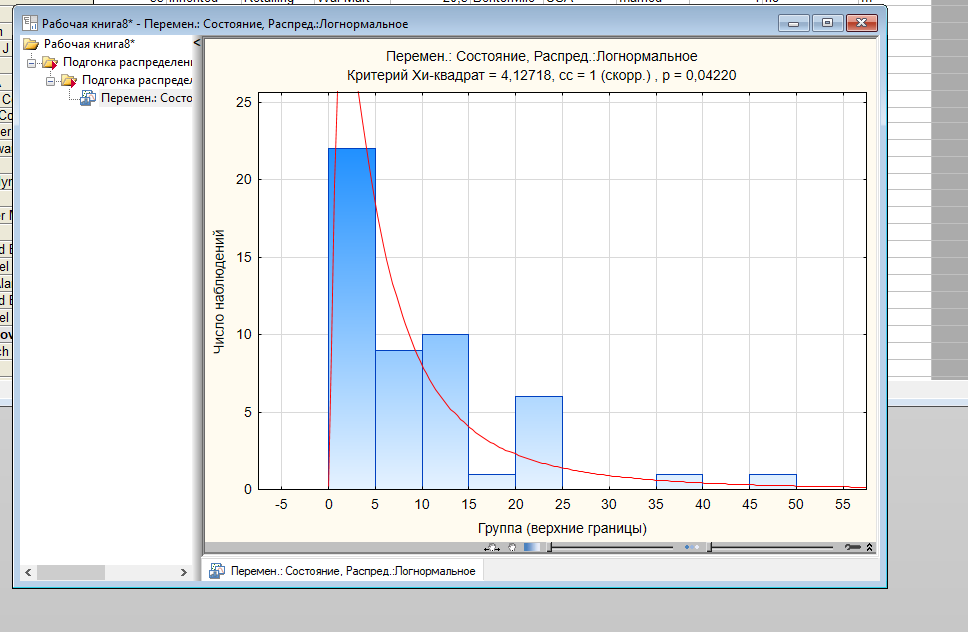 Рабочая книга8* - Перемен.: Состояние, Распред.:Логнормальное
Рабочая книга8*
Подгонка распределени
Подгонка распредел
Перемен.: Состо
Перемен.: Состояние, Распред.:Логнормальное
Критерий Хи-квадрат = 4,12718, сс = 1 (скорр.) , p = 0,04220
Число наблюдений
25
20
15
10
5
0
-5 0 5 10 15 20 25 30 35 40 45 50 55
Группа (верхние границы)
Перемен.: Состояние, Распред.:Логнормальное